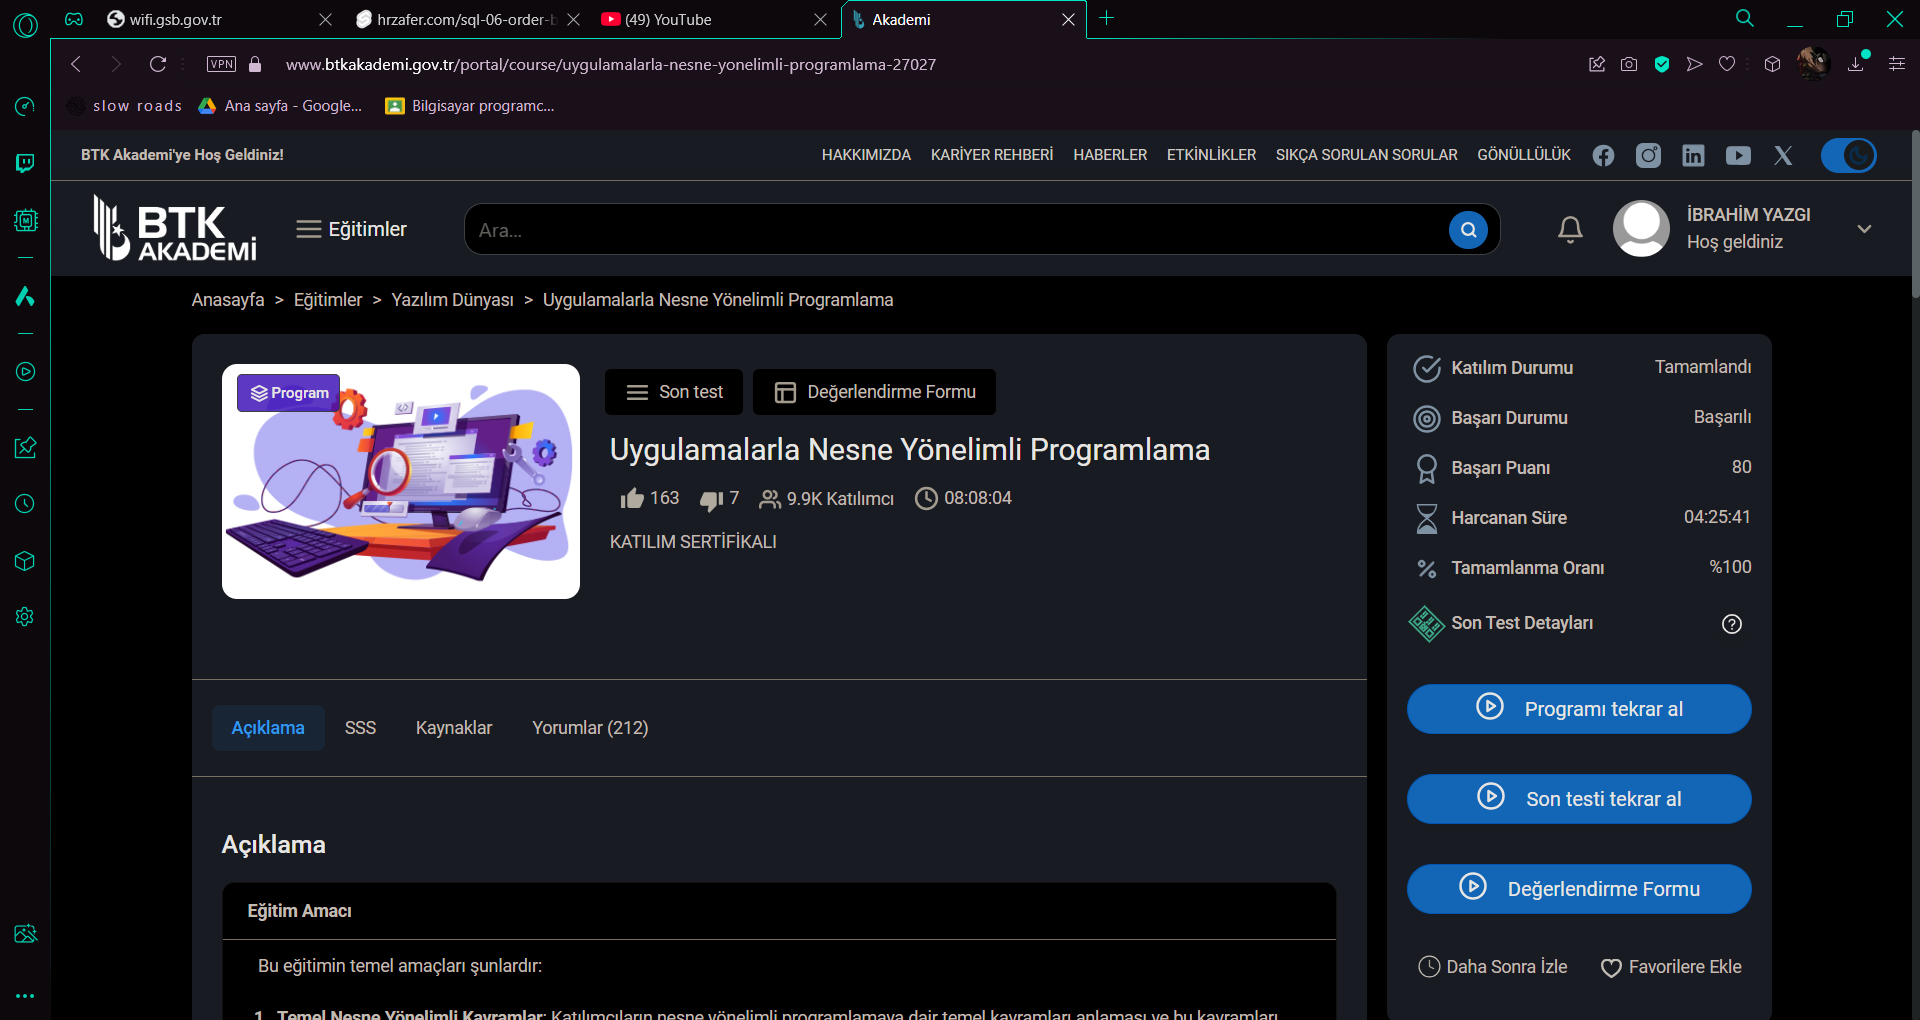 wifi.gsb.gov.tr
hrzafer.com/sql-06-order-b
(49) YouTube
Akademi
VPN
www.btkakademi.gov.tr/portal/course/uygulamalarla-nesne-yonelimli-programlama-27027
slow roads
Ana sayfa - Google...
Bilgisayar programc...
BTK Akademi'ye Hoş Geldiniz!
HAKKIMIZDA
KARİYER REHBERİ
HABERLER
ETKİNLİKLER
SIKÇA SORULAN SORULAR
GÖNÜLLÜLÜK
BTK
AKADEMİ
Eğitimler
Ara...
İBRAHİM YAZGI
Hoş geldiniz
Anasayfa > Eğitimler > Yazılım Dünyası > Uygulamalarla Nesne Yönelimli Programlama
Program
Son test
Değerlendirme Formu
Uygulamalarla Nesne Yönelimli Programlama
163
7
9.9K Katılımcı
08:08:04
KATILIM SERTİFİKALI
Katılım Durumu Tamamlandı
Başarı Durumu Başarılı
Başarı Puanı 80
Harcanan Süre 04:25:41
Tamamlanma Oranı %100
Son Test Detayları
Programı tekrar al
Son testi tekrar al
Değerlendirme Formu
Daha Sonra İzle
Favorilere Ekle
Açıklama
SSS
Kaynaklar
Yorumlar (212)
Açıklama
Eğitim Amacı
Bu eğitimin temel amaçları şunlardır:
1. Temel Nesne Yönelimli Kavramlar: Katılımcıların nesne yönelimli programlamaya dair temel kavramları anlaması ve bu kavramları